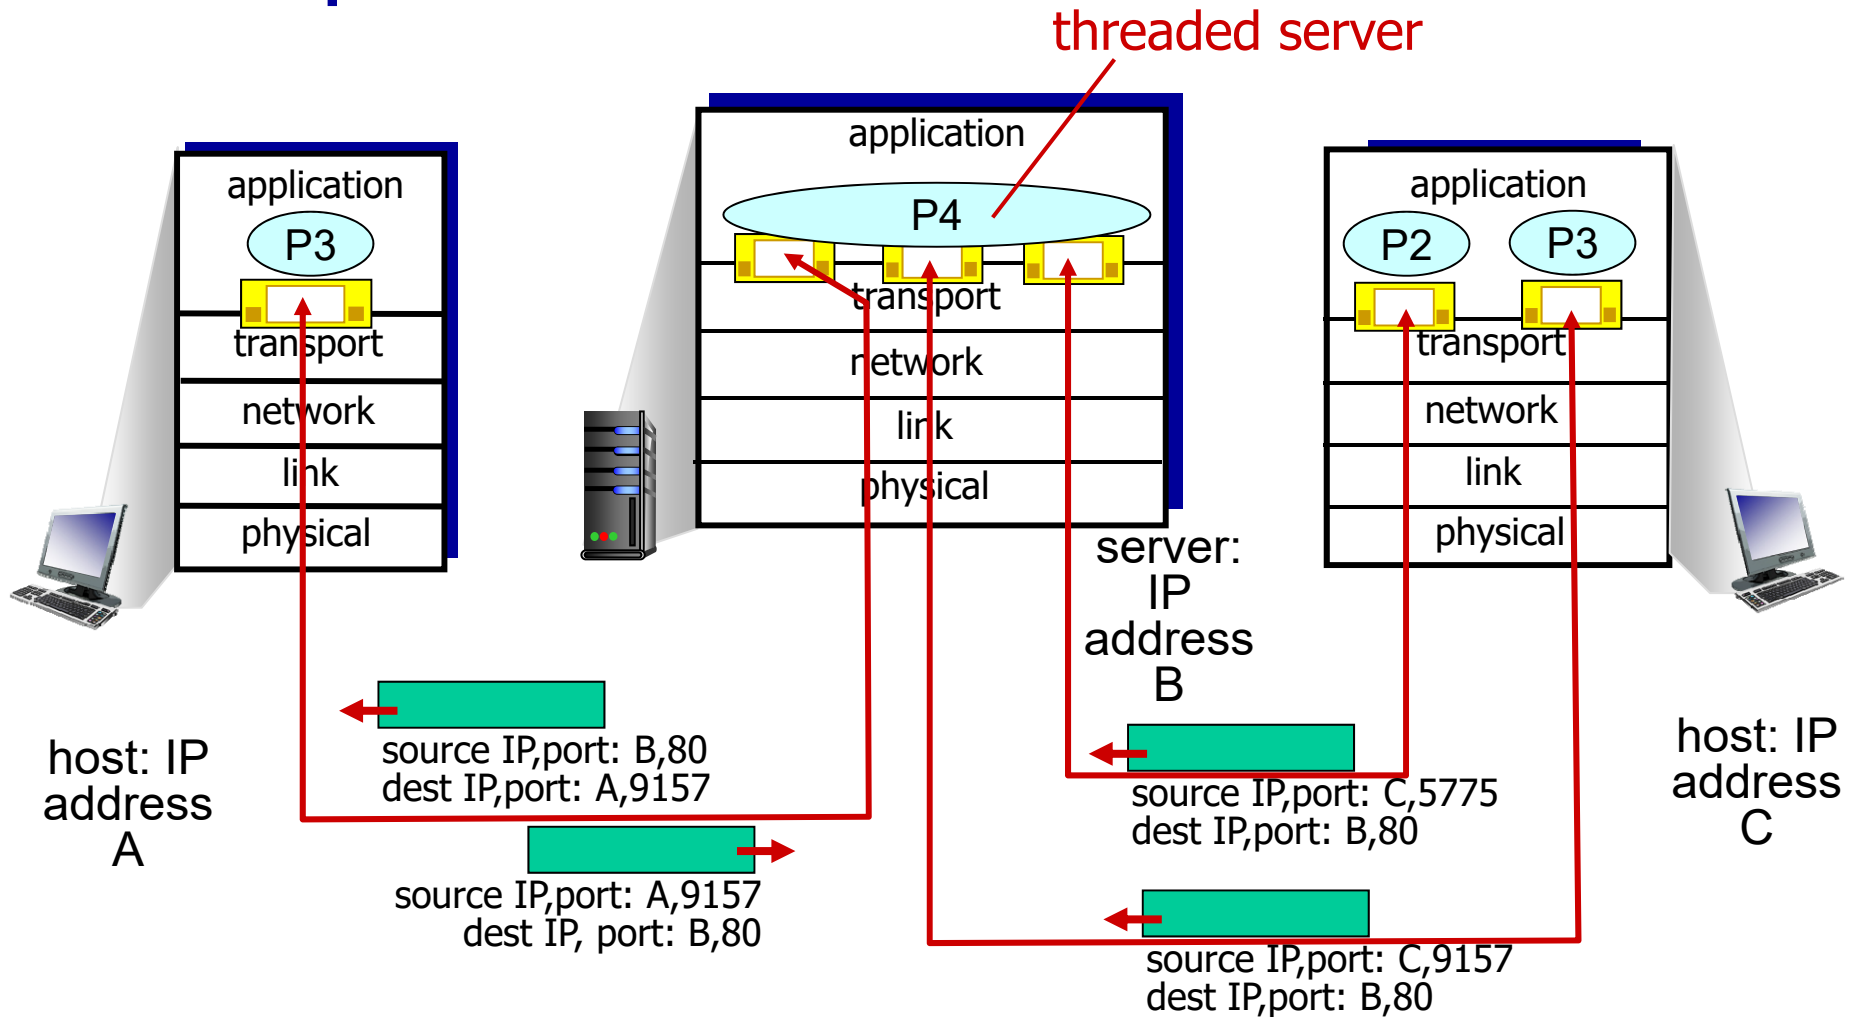 threaded server
application
P3
transport
network
link
physical
application
P4
transport
network
link
physical
application
P2
P3
transport
network
link
physical
server:
IP
address
B
host: IP
address
A
source IP,port: B,80
dest IP,port: A,9157
source IP,port: A,9157
dest IP, port: B,80
source IP,port: C,5775
dest IP,port: B,80
source IP,port: C,9157
dest IP,port: B,80
host: IP
address
C